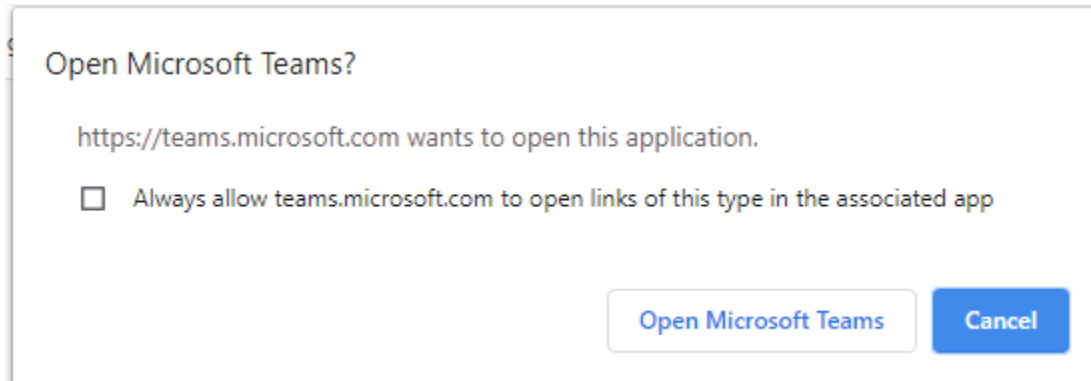 Open Microsoft Teams?
https://teams.microsoft.com wants to open this application.
Always allow teams.microsoft.com to open links of this type in the associated app
Open Microsoft Teams
Cancel